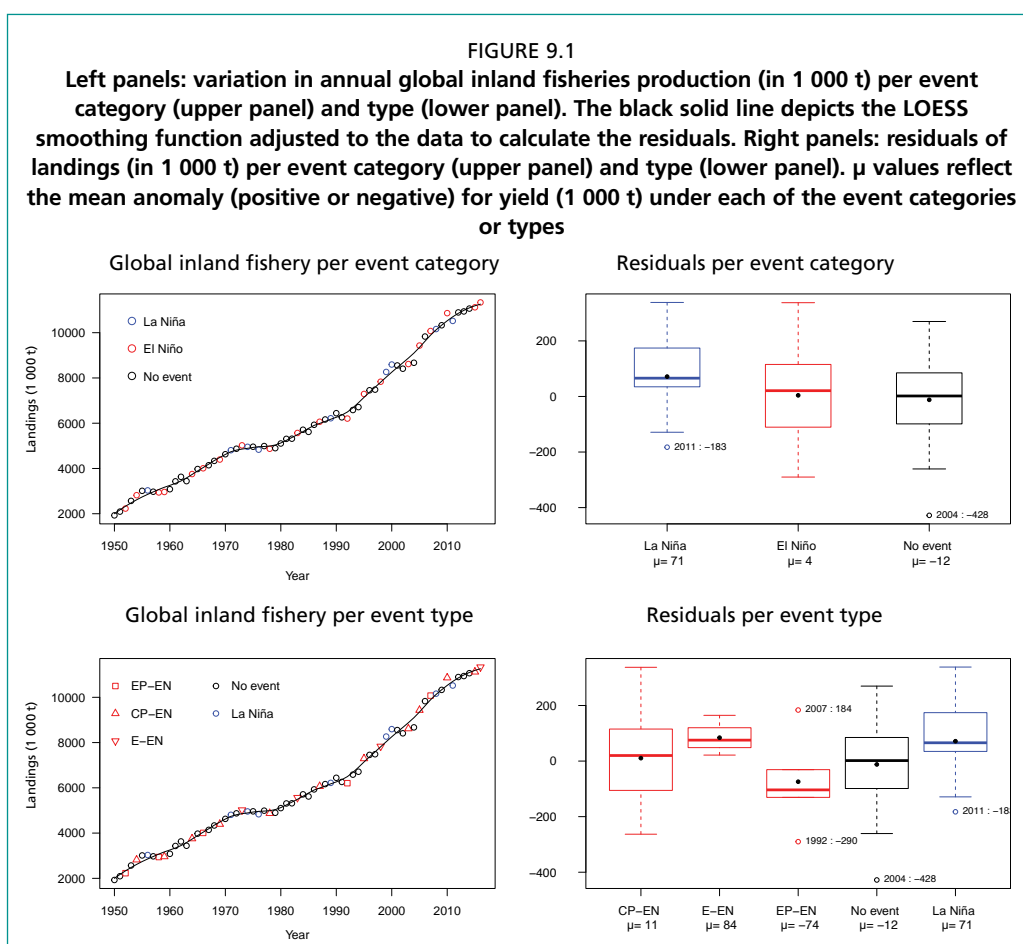 FIGURE 9.1
Left panels: variation in annual global inland fisheries production (in 1 000 t) per event
category (upper panel) and type (lower panel). The black solid line depicts the LOESS
smoothing function adjusted to the data to calculate the residuals. Right panels: residuals of
landings (in 1 000 t) per event category (upper panel) and type (lower panel). μ values reflect
the mean anomaly (positive or negative) for yield (1 000 t) under each of the event categories
or types
Global inland fishery per event category
Landings (1 000 t)
10000
8000
6000
4000
2000
La Niña
El Niño
No event
1950 1960 1970 1980 1990 2000 2010
Year
Residuals per event category
200
0
−200
−400
2011 : −183
2004 : −428
La Niña El Niño No event
μ= 71 μ= 4 μ= −12
Global inland fishery per event type
Landings (1 000 t)
10000
8000
6000
4000
2000
EP−EN No event
CP−EN La Niña
E−EN
1950 1960 1970 1980 1990 2000 2010
Year
Residuals per event type
200
0
−200
−400
2007 : 184
1992 : −290
2004 : −428
2011 : −18
CP−EN E−EN EP−EN No event La Niña
μ= 11 μ= 84 μ= −74 μ= −12 μ= 71